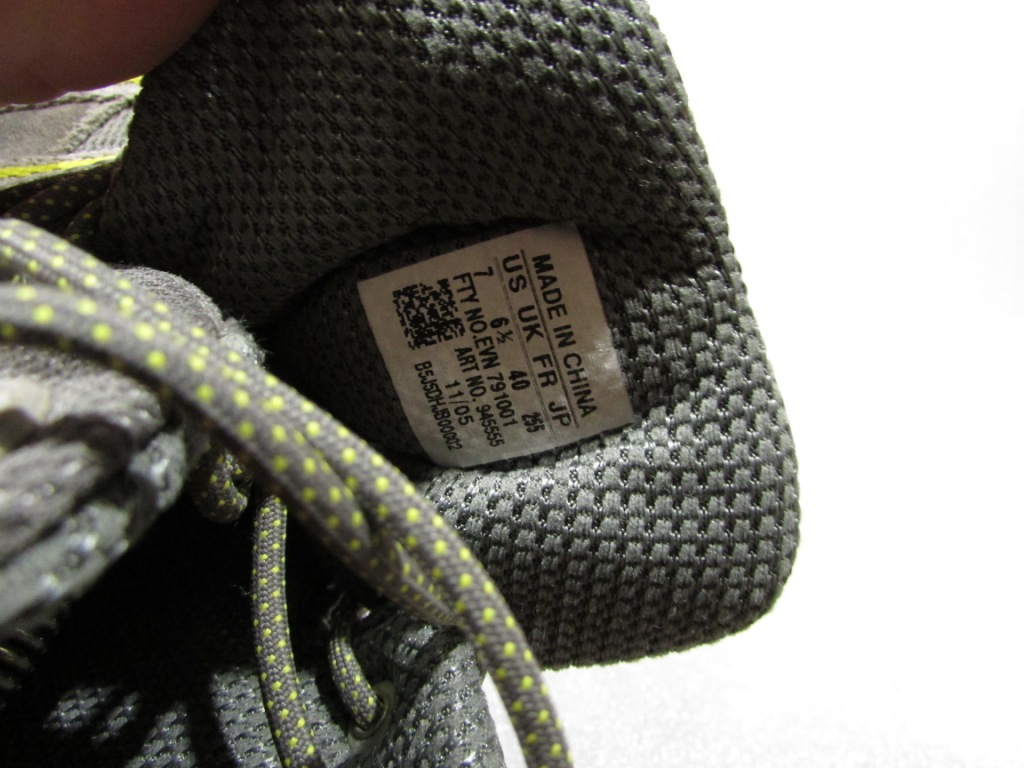 MADE IN CHINA
US UK FR JP
7 6½ 40 255
FTY NO.EVN 791001
ART NO. 945555
11/05
B5J5DHJB00002